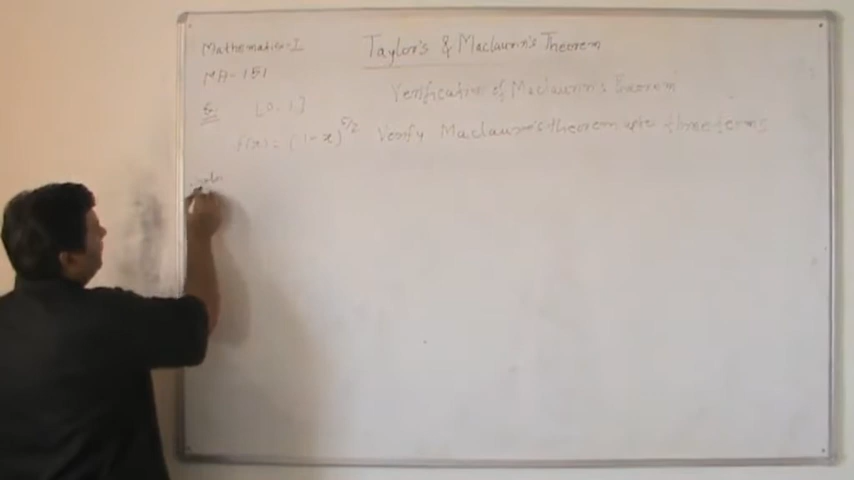 Mathematics-I
Taylor's & Maclaurin's Theorem
MA-151
Verification of Maclaurin's Theorem
[0, 1]
f(x) = (1-x)^{5/2} Verify Maclaurin's theorem upto three terms